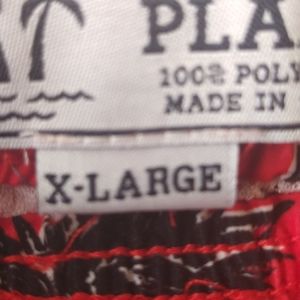 PLA
100% POLY
MADE IN
X-LARGE